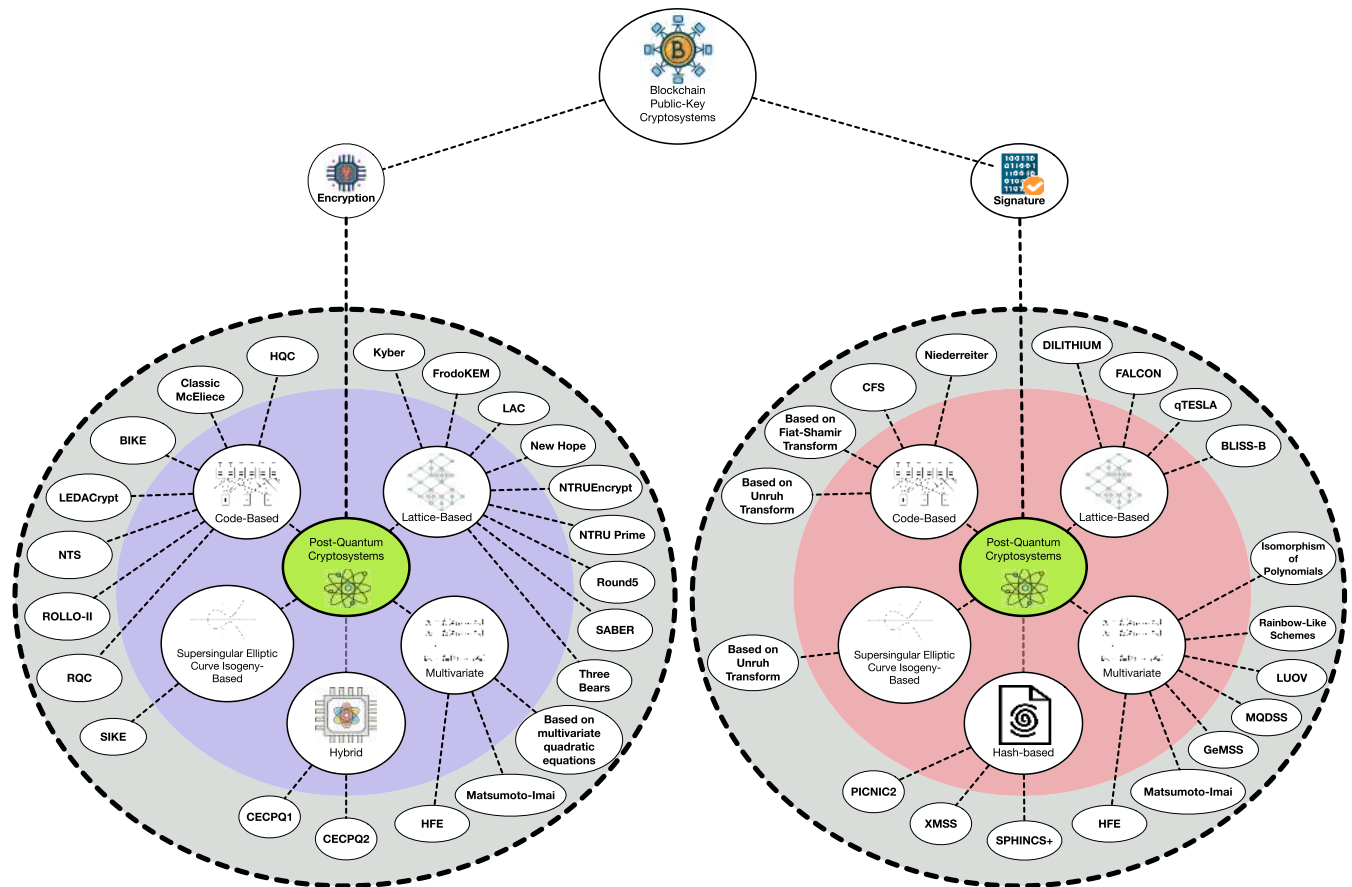 Blockchain
Public-Key
Cryptosystems
Encryption
100110
Signature
HQC
Kyber
Classic
McEliece
FrodoKEM
LAC
BIKE
New Hope
LEDACrypt
NTRUEncrypt
Code-Based
Lattice-Based
NTS
NTRU Prime
Post-Quantum
Cryptosystems
Round5
ROLLO-II
SABER
Supersingular Elliptic
Curve Isogeny-
Based
Multivariate
RQC
Three
Bears
SIKE
Hybrid
Based on
multivariate
quadratic
equations
Matsumoto-Imai
CECPQ1
CECPQ2
HFE
Niederreiter
DILITHIUM
CFS
FALCON
qTESLA
Based on
Fiat-Shamir
Transform
BLISS-B
Based on
Unruh
Transform
Code-Based
Lattice-Based
Post-Quantum
Cryptosystems
Isomorphism
of
Polynomials
Rainbow-Like
Schemes
Based on
Unruh
Transform
Supersingular Elliptic
Curve Isogeny-
Based
Multivariate
LUOV
MQDSS
GeMSS
Hash-based
Matsumoto-Imai
PICNIC2
XMSS
SPHINCS+
HFE